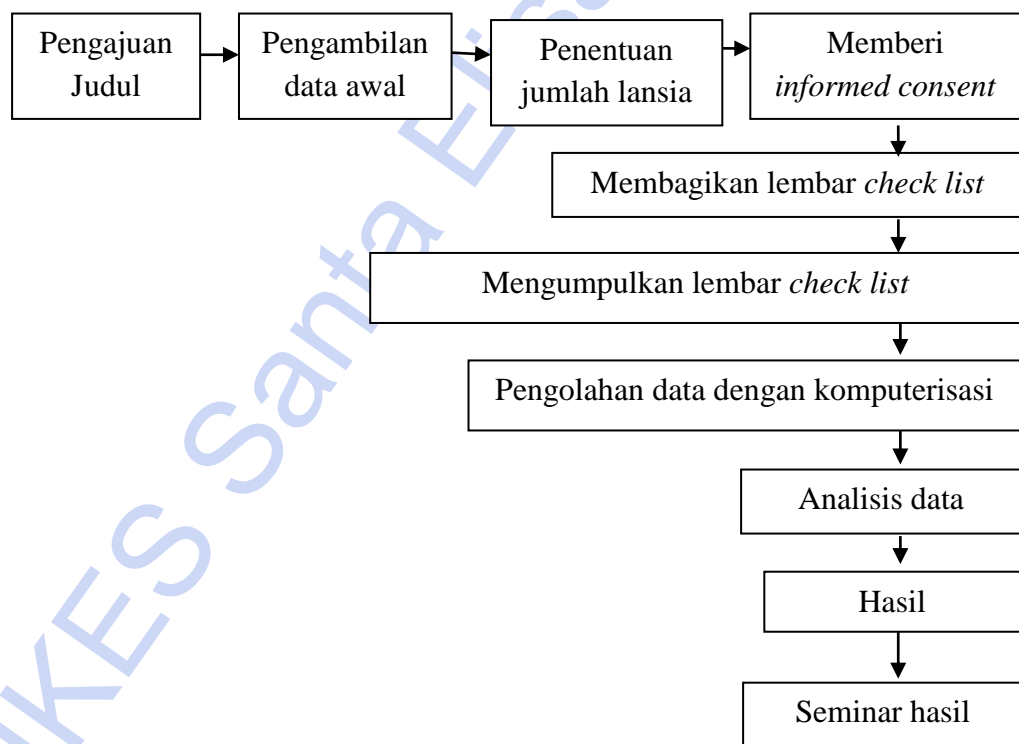 Pengajuan
Judul
Pengambilan
data awal
Penentuan
jumlah lansia
Memberi
informed consent
Membagikan lembar check list
Mengumpulkan lembar check list
Pengolahan data dengan komputerisasi
Analisis data
Hasil
Seminar hasil
Santa